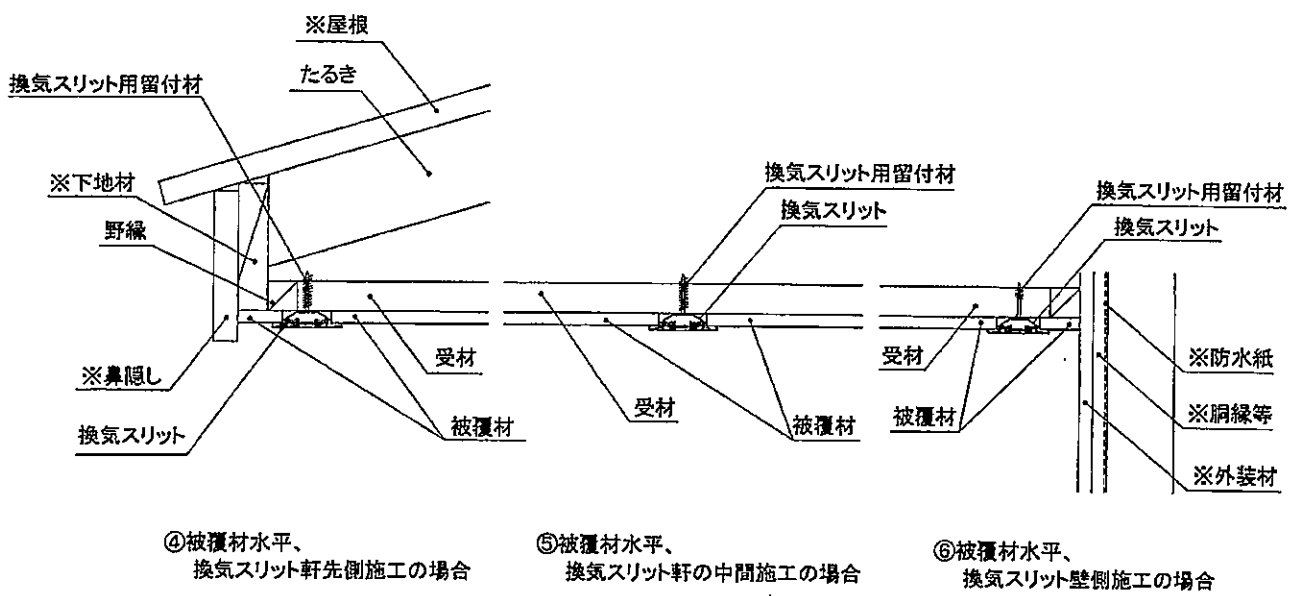 ※屋根
換気スリット用留付材
たるき
※下地材
野縁
※鼻隠し
換気スリット
受材
被覆材
換気スリット用留付材
換気スリット
受材
被覆材
換気スリット用留付材
換気スリット
受材
被覆材
※防水紙
※胴縁等
※外装材
④被覆材水平、
換気スリット軒先側施工の場合
⑤被覆材水平、
換気スリット軒の中間施工の場合
⑥被覆材水平、
換気スリット壁側施工の場合